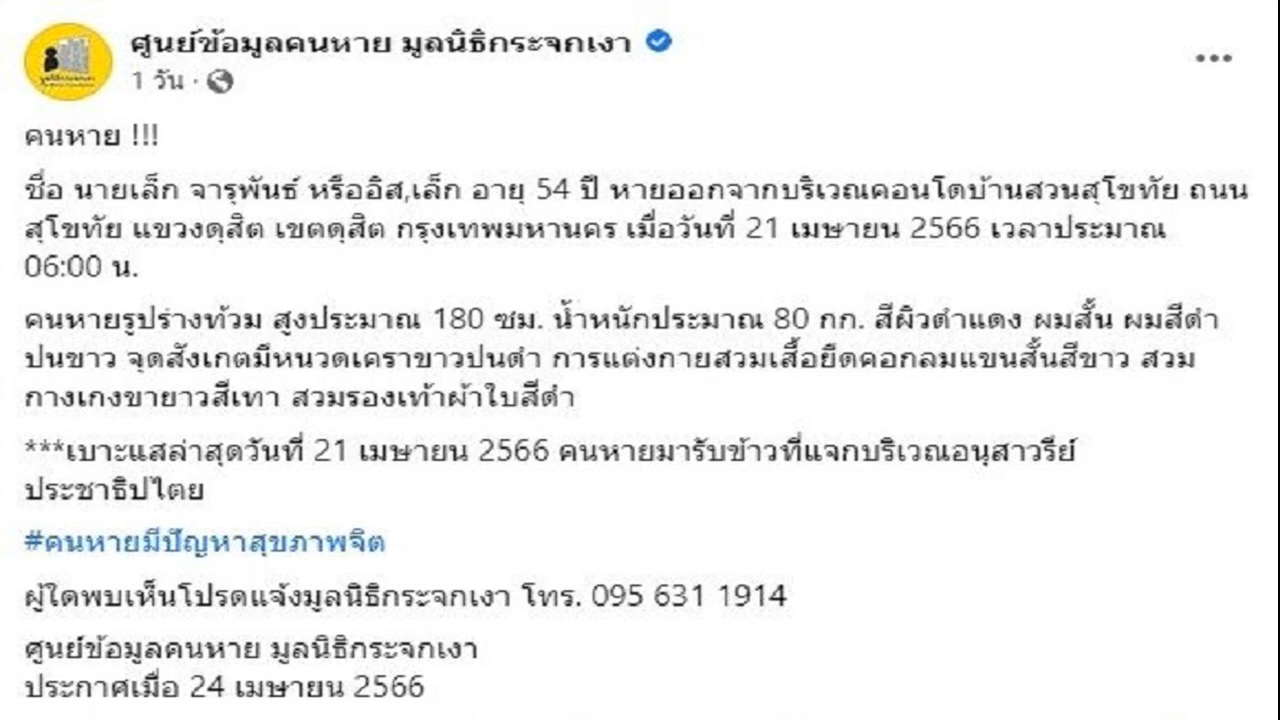 ศูนย์ข้อมูลคนหาย มูลนิธิกระจกเงา
1 วัน ·
คนหาย !!!
ชื่อ นายเล็ก จารุพันธ์ หรืออิส,เล็ก อายุ 54 ปี หายออกจากบริเวณคอนโดบ้านสวนสุโขทัย ถนน
สุโขทัย แขวงดุสิต เขตดุสิต กรุงเทพมหานคร เมื่อวันที่ 21 เมษายน 2566 เวลาประมาณ
06:00 น.
คนหายรูปร่างท้วม สูงประมาณ 180 ซม. น้ำหนักประมาณ 80 กก. สีผิวดำแดง ผมสั้น ผมสีดำ
ปนขาว จุดสังเกตมีหนวดเคราขาวปนดำ การแต่งกายสวมเสื้อยืดคอกลมแขนสั้นสีขาว สวม
กางเกงขายาวสีเทา สวมรองเท้าผ้าใบสีดำ
***เบาะแสล่าสุดวันที่ 21 เมษายน 2566 คนหายมารับข้าวที่แจกบริเวณอนุสาวรีย์
ประชาธิปไตย
#คนหายมีปัญหาสุขภาพจิต
ผู้ใดพบเห็นโปรดแจ้งมูลนิธิกระจกเงา โทร. 095 631 1914
ศูนย์ข้อมูลคนหาย มูลนิธิกระจกเงา
ประกาศเมื่อ 24 เมษายน 2566